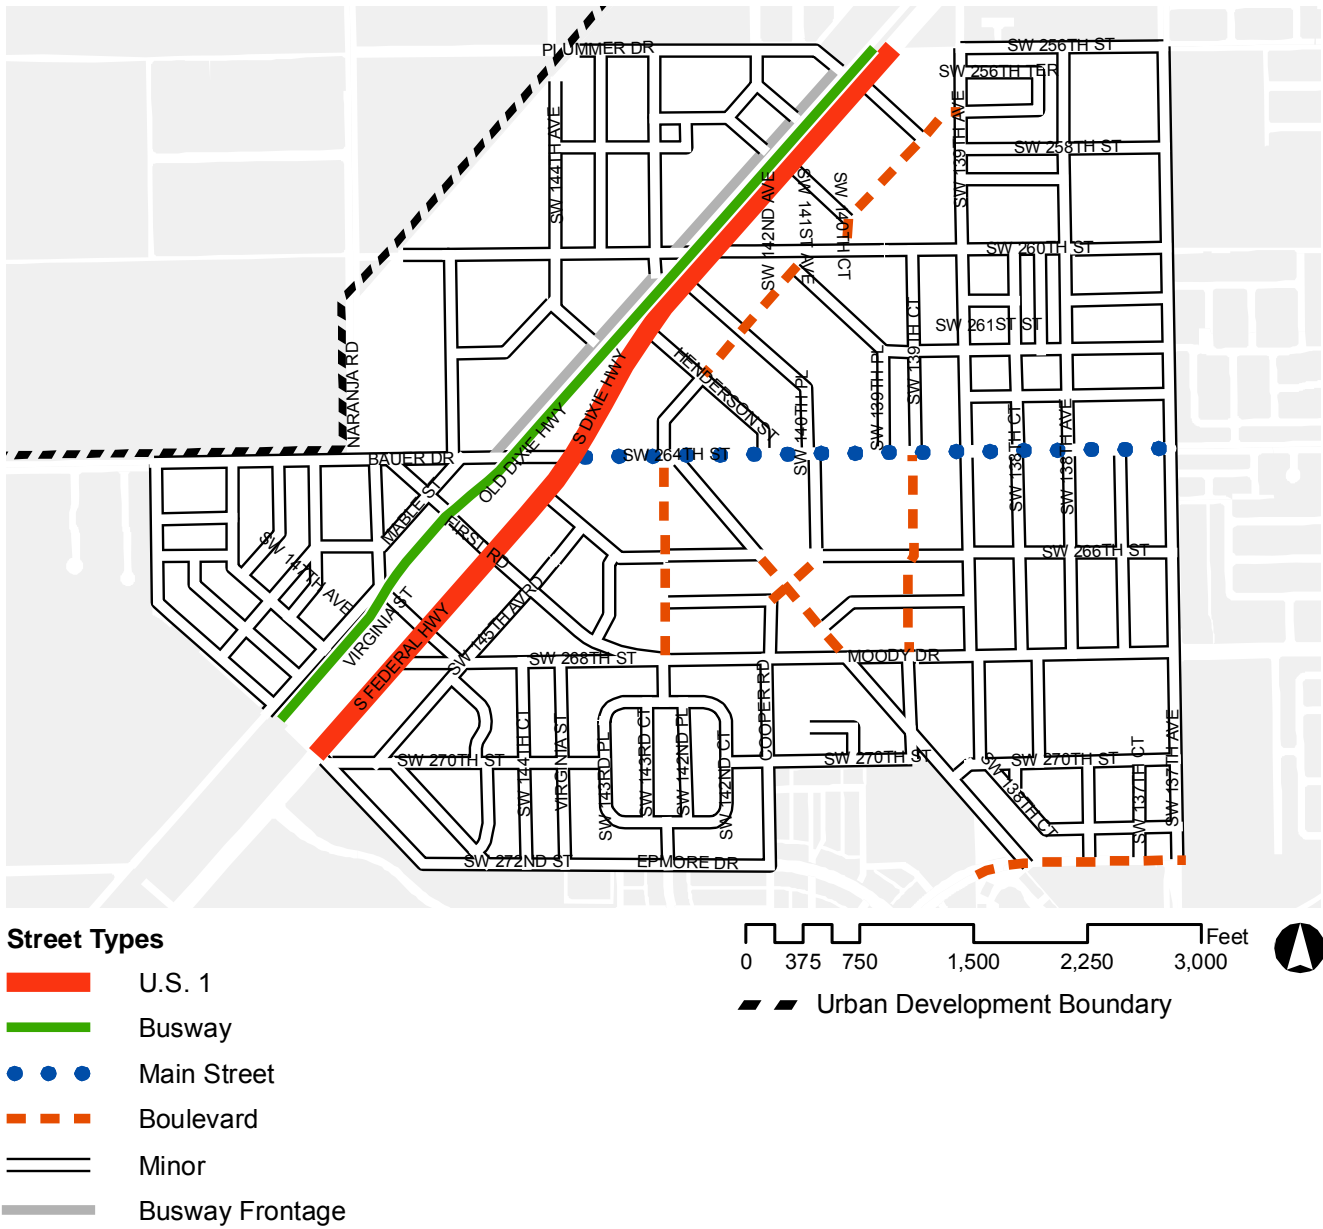 PLUMMER DR
SW 256TH ST
SW 256TH TER
SW 144TH AVE
SW 139TH AVE
SW 258TH ST
SW 142ND AVE
SW 141ST AVE
SW 140TH CT
SW 260TH ST
NARANJA RD
SW 261ST ST
SW 139TH CT
SW 139TH PL
HENDERSON ST
SW 140TH PL
S DIXIE HWY
OLD DIXIE HWY
SW 138TH CT
SW 138TH AVE
BAUER DR
SW 264TH ST
MABLE ST
FIRST RD
SW 147TH AVE
SW 266TH ST
VIRGINIA ST
SW 145TH AVRD
S FEDERAL HWY
SW 268TH ST
MOODY DR
COOPER RD
SW 270TH ST
SW 144TH CT
VIRGINIA ST
SW 143RD PL
SW 143RD CT
SW 142ND PL
SW 142ND CT
SW 270TH ST
SW 138TH CT
SW 270TH ST
SW 137TH CT
SW 137TH AVE
SW 272ND ST
EPMORE DR
Street Types
U.S. 1
Busway
Main Street
Boulevard
Minor
Busway Frontage
Feet
0 375 750 1,500 2,250 3,000
Urban Development Boundary